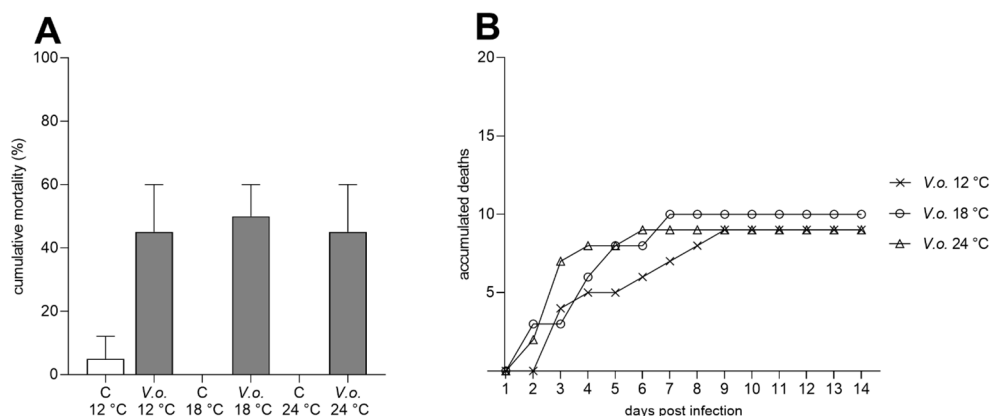 A
cumulative mortality (%)
100
80
60
40
20
0
C V.o. C V.o. C V.o.
12 °C 12 °C 18 °C 18 °C 24 °C 24 °C
B
accumulated deaths
20
15
10
5
1 2 3 4 5 6 7 8 9 10 11 12 13 14
days post infection
V.o. 12 °C
V.o. 18 °C
V.o. 24 °C